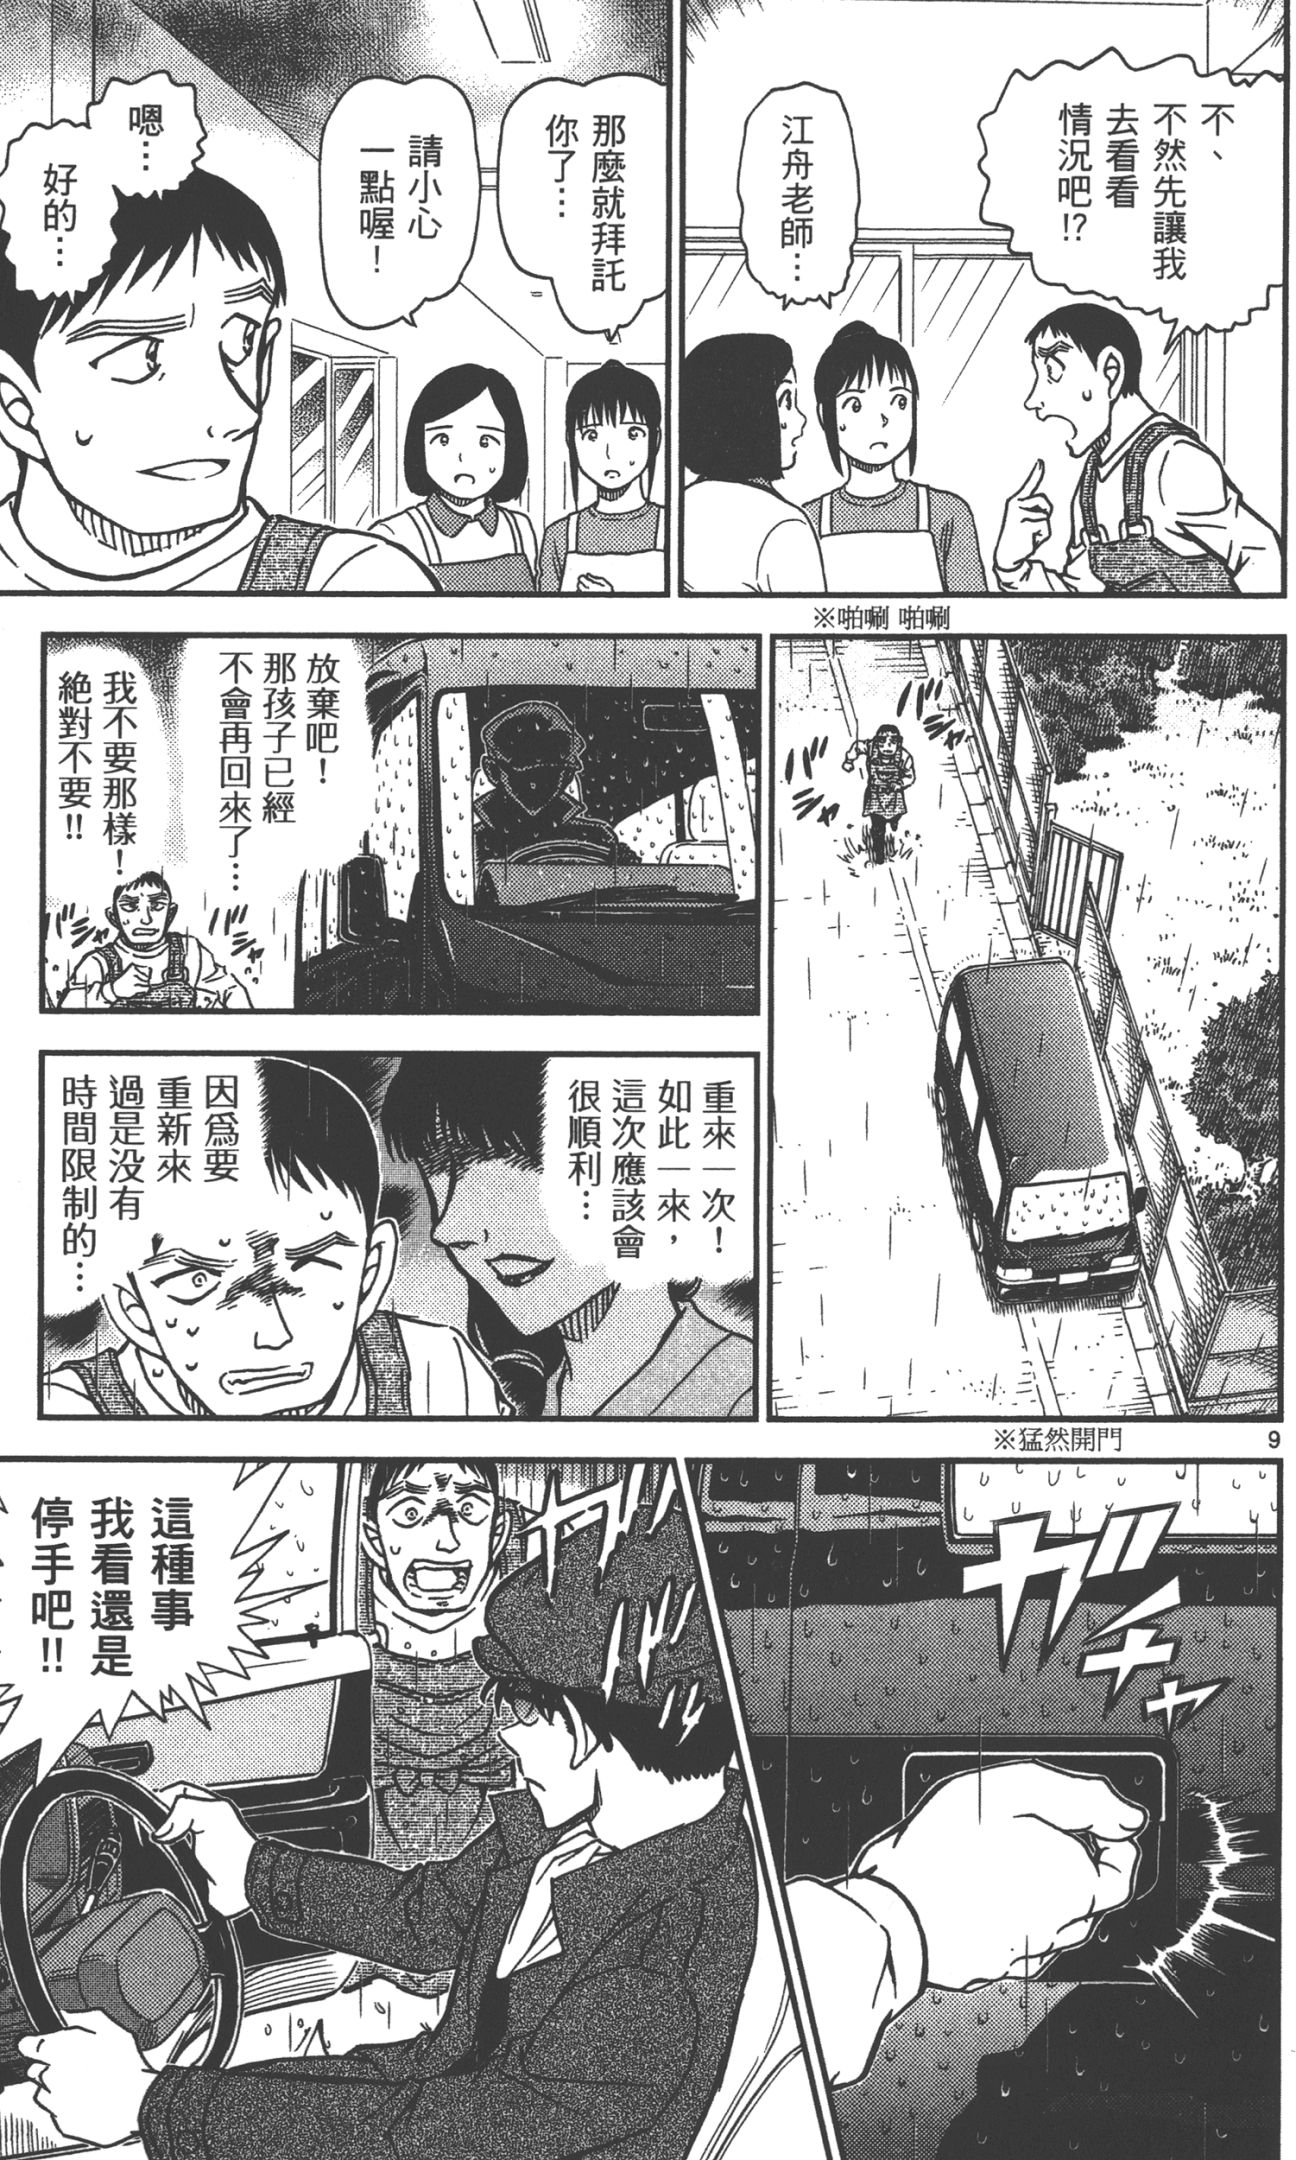 不、
不然先讓我
去看看
情況吧!?
江舟老師…
那麼就拜託
你了…
請小心
一點喔！
嗯…
好的…
※啪唰 啪唰
放棄吧！
那孩子已經
不會再回來了…
我不要那樣！
絕對不要!!
重來一次！
如此一來，
這次應該會
很順利…
因爲要
重新來
過是没有
時間限制的…
※猛然開門
9
ガチャ
這種事
我看還是
停手吧!!